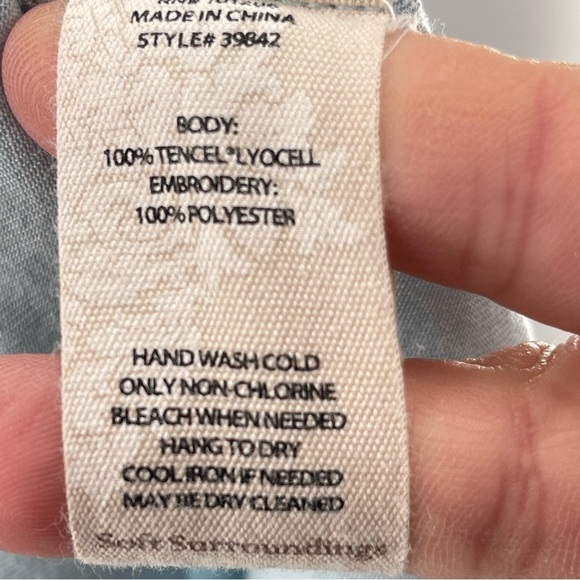 MADE IN CHINA
STYLE# 39842
BODY:
100% TENCEL®LYOCELL
EMBROIDERY:
100% POLYESTER
HAND WASH COLD
ONLY NON-CHLORINE
BLEACH WHEN NEEDED
HANG TO DRY
COOL IRON IF NEEDED
MAY BE DRY CLEANED
Soft Surroundings